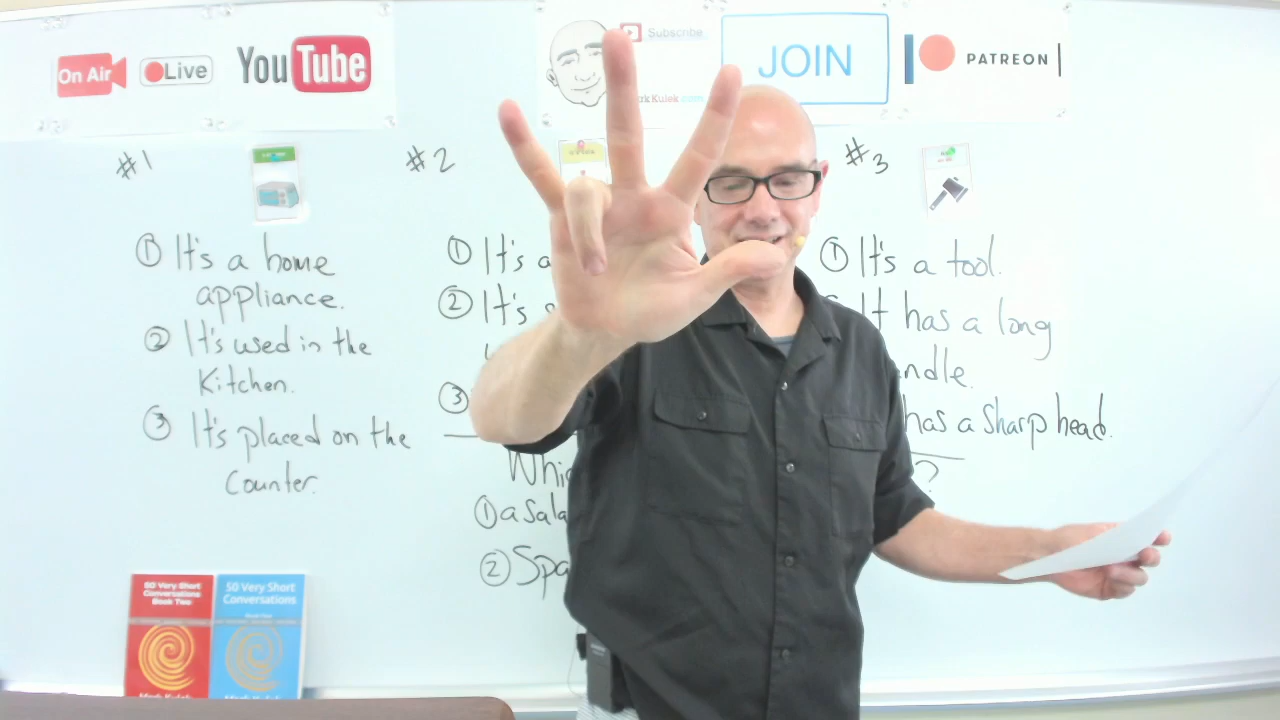 On Air
Live
YouTube
Subscribe
JOIN
PATREON
#1
① It's a home
appliance.
② It's used in the
Kitchen.
③ It's placed on the
Counter.
#2
① It's a
② It's
③
Whic
① a sala
② Spa
#3
① It's a tool.
It has a long
ndle.
has a sharp head.
?
50 Very Short
Conversations
Book Two
50 Very Short
Conversations